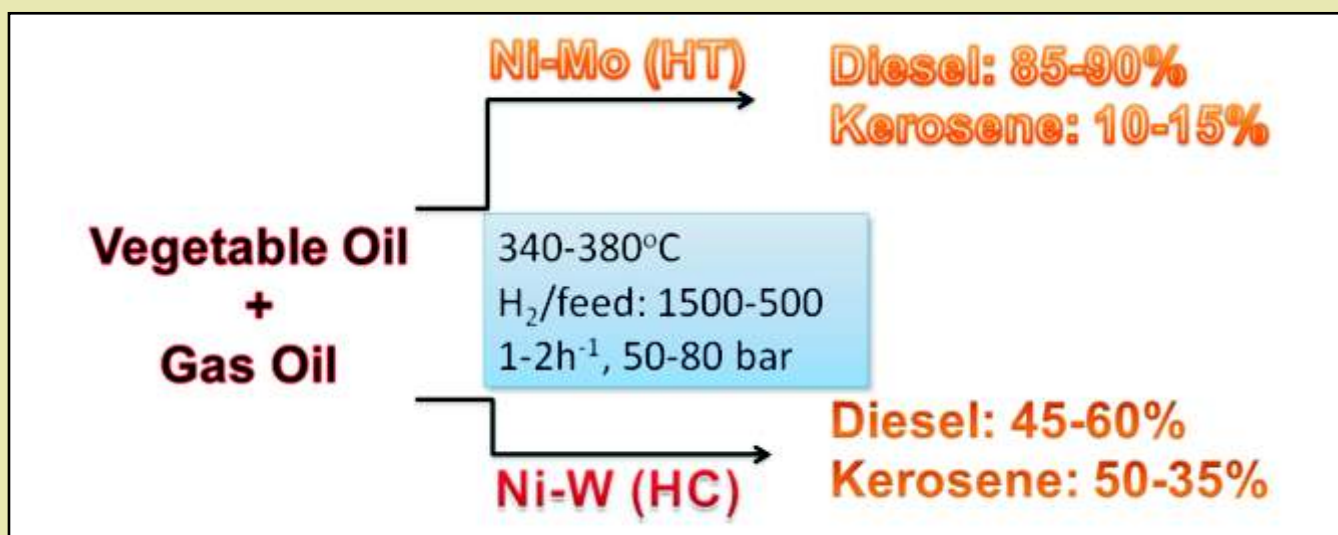 Ni-Mo (HT)
Diesel: 85-90%
Kerosene: 10-15%
Vegetable Oil
+
Gas Oil
340-380°C
H₂/feed: 1500-500
1-2h⁻¹, 50-80 bar
Ni-W (HC)
Diesel: 45-60%
Kerosene: 50-35%